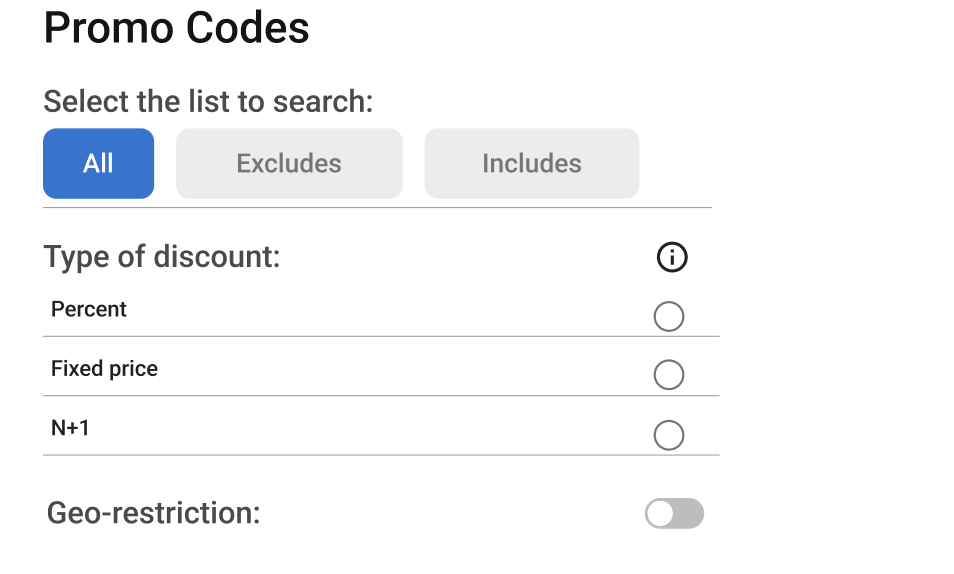 Promo Codes
Select the list to search:
All Excludes Includes
Type of discount:
Percent
Fixed price
N+1
Geo-restriction: